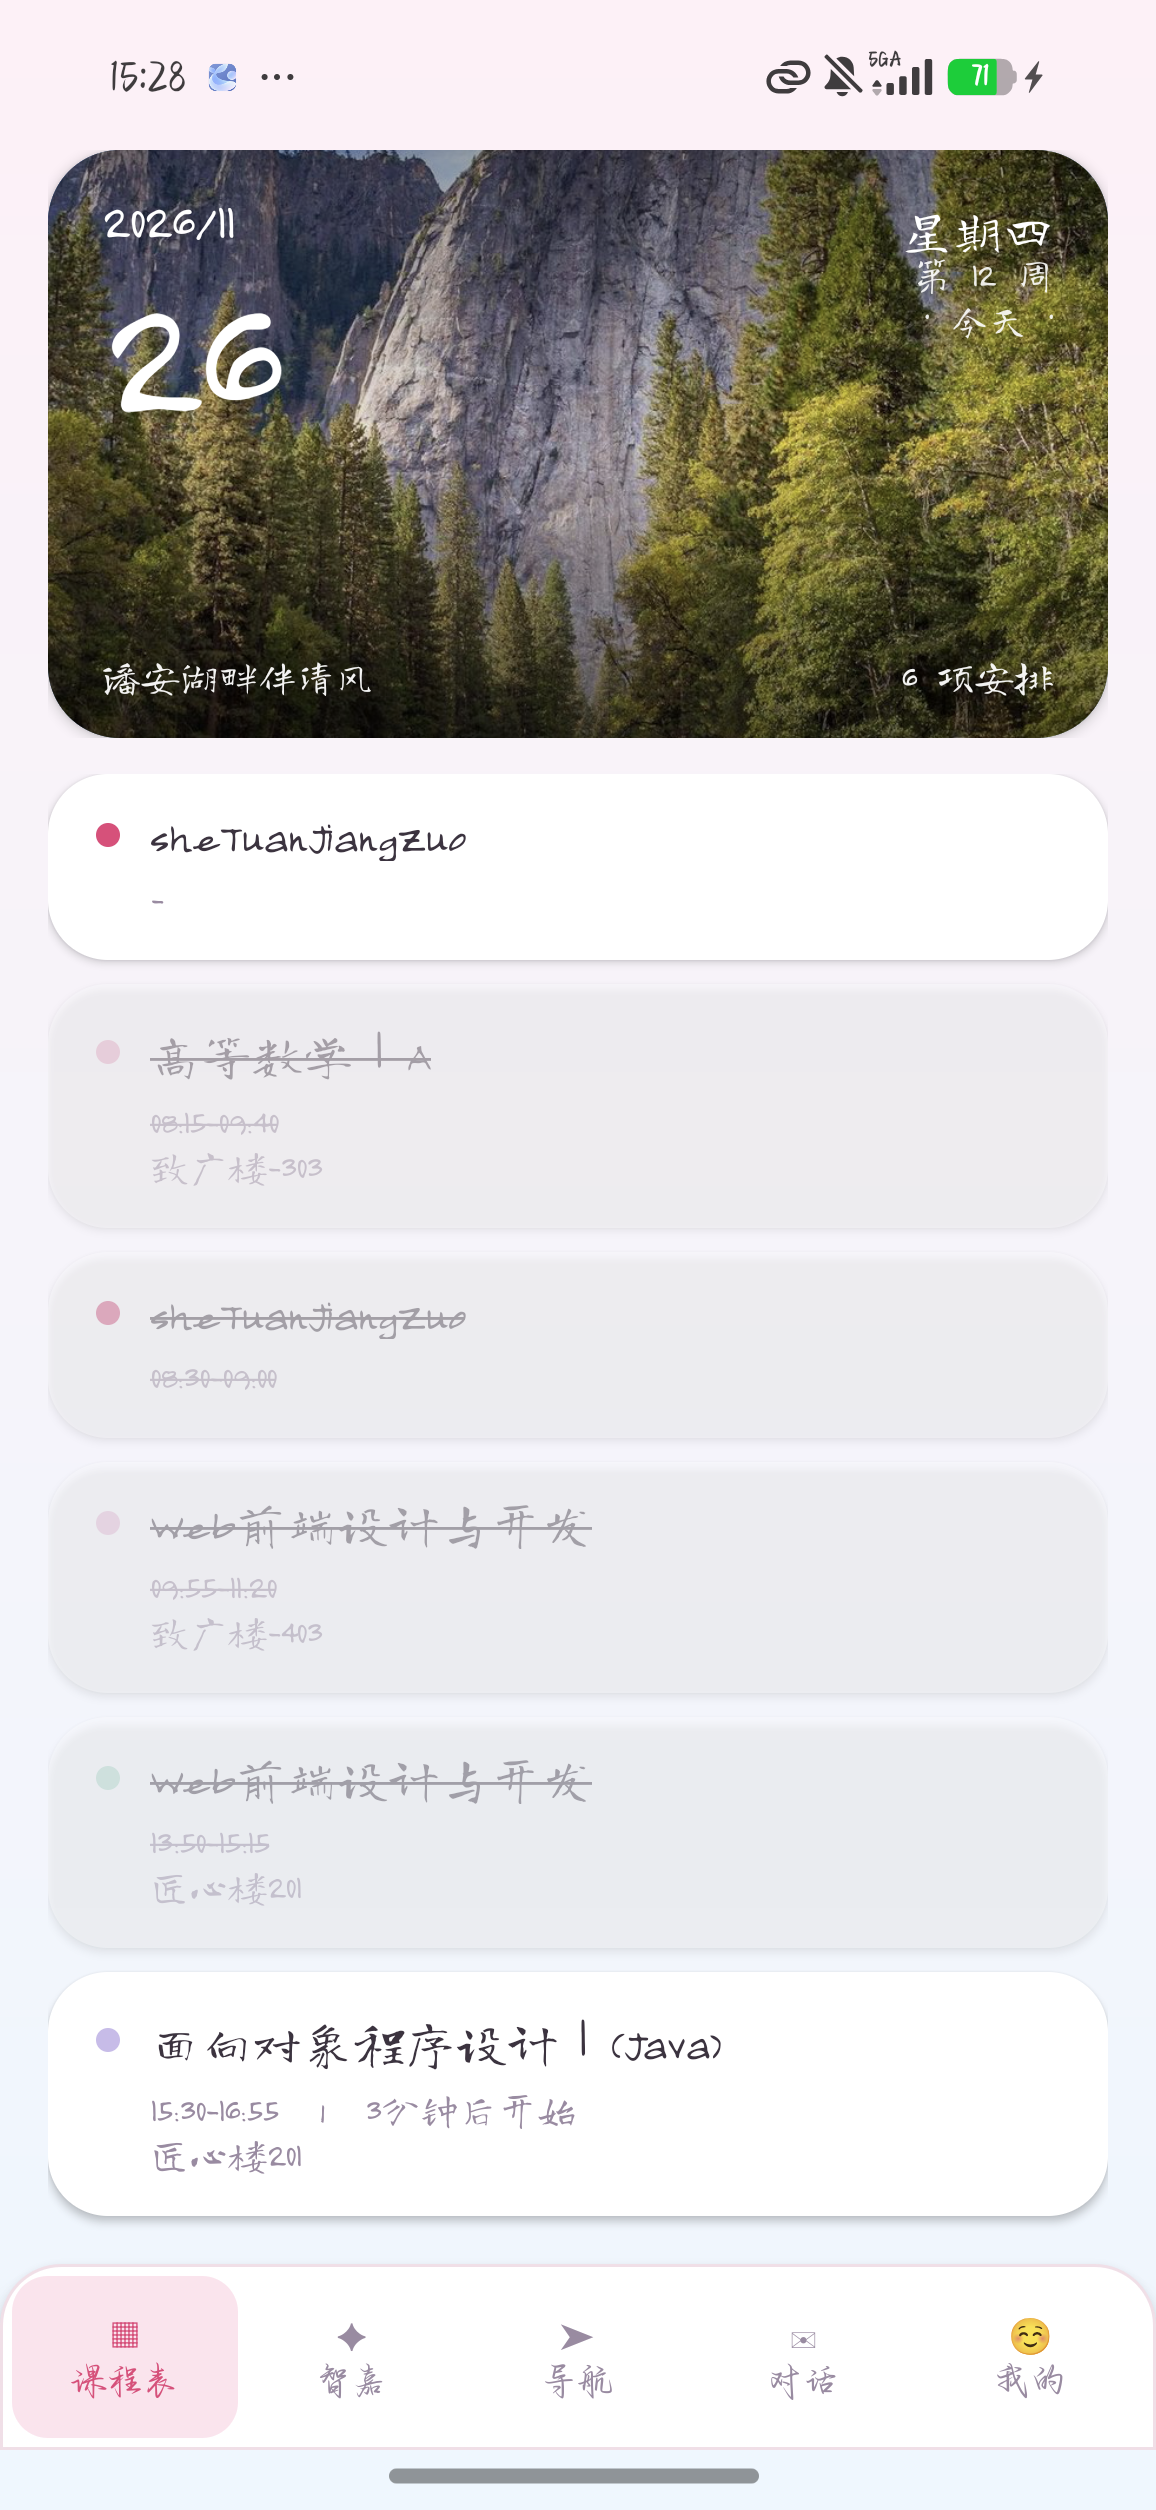 15:28 ...
5GA 71
2026/11
26
星期四
第 12 周
· 今天 ·
潘安湖畔伴清风
6 项安排
sheTuanJiangZuo
-
高等数学 | A
08:15-09:40
致广楼-303
sheTuanJiangZuo
08:30-09:00
Web前端设计与开发
09:55-11:20
致广楼-403
Web前端设计与开发
13:50-15:15
匠心楼201
面向对象程序设计 | (Java)
15:30-16:55 | 3分钟后开始
匠心楼201
课程表
智嘉
导航
对话
我的